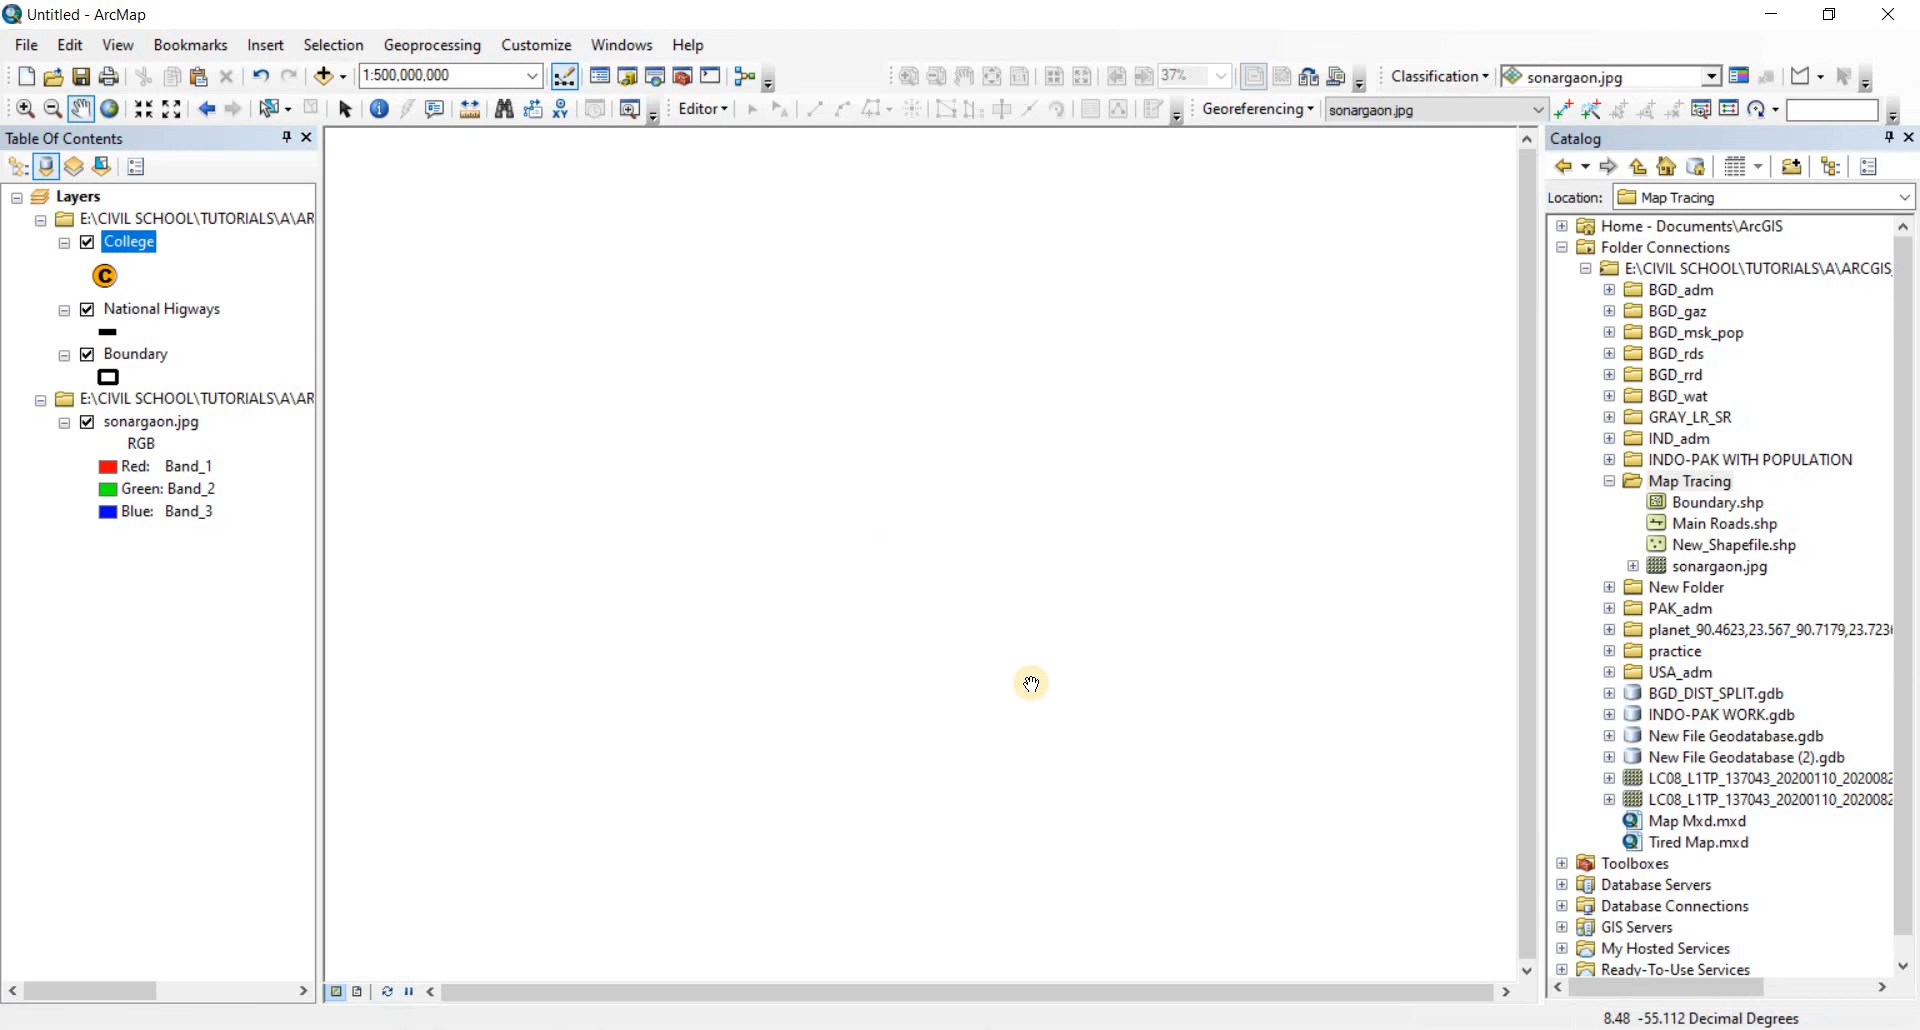 Untitled - ArcMap
File Edit View Bookmarks Insert Selection Geoprocessing Customize Windows Help
1:500,000,000 37% Classification sonargaon.jpg
Editor Georeferencing sonargaon.jpg
Table Of Contents
Layers
E:\CIVIL SCHOOL\TUTORIALS\A\AR
College
C
National Higways
Boundary
E:\CIVIL SCHOOL\TUTORIALS\A\AR
sonargaon.jpg
RGB
Red: Band_1
Green: Band_2
Blue: Band_3
Catalog
Location: Map Tracing
Home - Documents\ArcGIS
Folder Connections
E:\CIVIL SCHOOL\TUTORIALS\A\ARCGIS
BGD_adm
BGD_gaz
BGD_msk_pop
BGD_rds
BGD_rrd
BGD_wat
GRAY_LR_SR
IND_adm
INDO-PAK WITH POPULATION
Map Tracing
Boundary.shp
Main Roads.shp
New_Shapefile.shp
sonargaon.jpg
New Folder
PAK_adm
planet_90.4623,23.567_90.7179,23.723
practice
USA_adm
BGD_DIST_SPLIT.gdb
INDO-PAK WORK.gdb
New File Geodatabase.gdb
New File Geodatabase (2).gdb
LC08_L1TP_137043_20200110_2020082
LC08_L1TP_137043_20200110_2020082
Map Mxd.mxd
Tired Map.mxd
Toolboxes
Database Servers
Database Connections
GIS Servers
My Hosted Services
Ready-To-Use Services
8.48 -55.112 Decimal Degrees